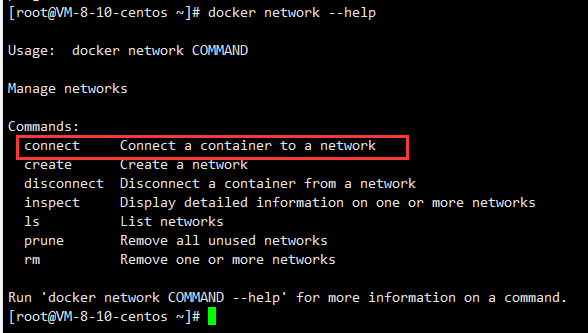 [root@VM-8-10-centos ~]# docker network --help
Usage:  docker network COMMAND
Manage networks
Commands:
  connect     Connect a container to a network
  create      Create a network
  disconnect  Disconnect a container from a network
  inspect     Display detailed information on one or more networks
  ls          List networks
  prune       Remove all unused networks
  rm          Remove one or more networks
Run 'docker network COMMAND --help' for more information on a command.
[root@VM-8-10-centos ~]#